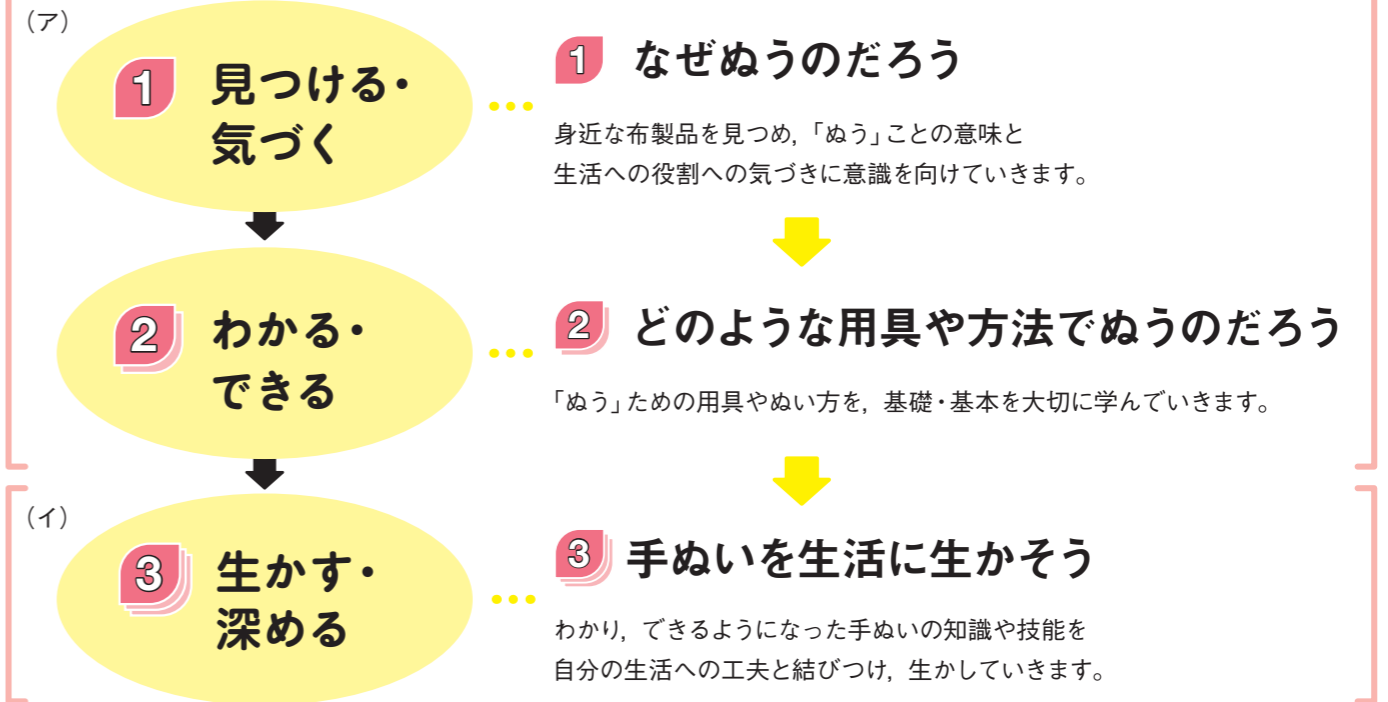 (ア)
1 見つける・
気づく
1 なぜぬうのだろう
身近な布製品を見つめ,「ぬう」ことの意味と
生活への役割への気づきに意識を向けていきます。
2 わかる・
できる
2 どのような用具や方法でぬうのだろう
「ぬう」ための用具やぬい方を, 基礎・基本を大切に学んでいきます。
(イ)
3 生かす・
深める
3 手ぬいを生活に生かそう
わかり, できるようになった手ぬいの知識や技能を
自分の生活への工夫と結びつけ, 生かしていきます。